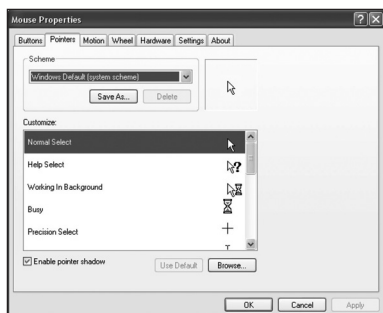 Mouse Properties
Buttons Pointers Motion Wheel Hardware Settings About
Scheme
Windows Default (system scheme)
Save As... Delete
Customize:
Normal Select
Help Select
Working In Background
Busy
Precision Select
Enable pointer shadow
Use Default Browse...
OK Cancel Apply